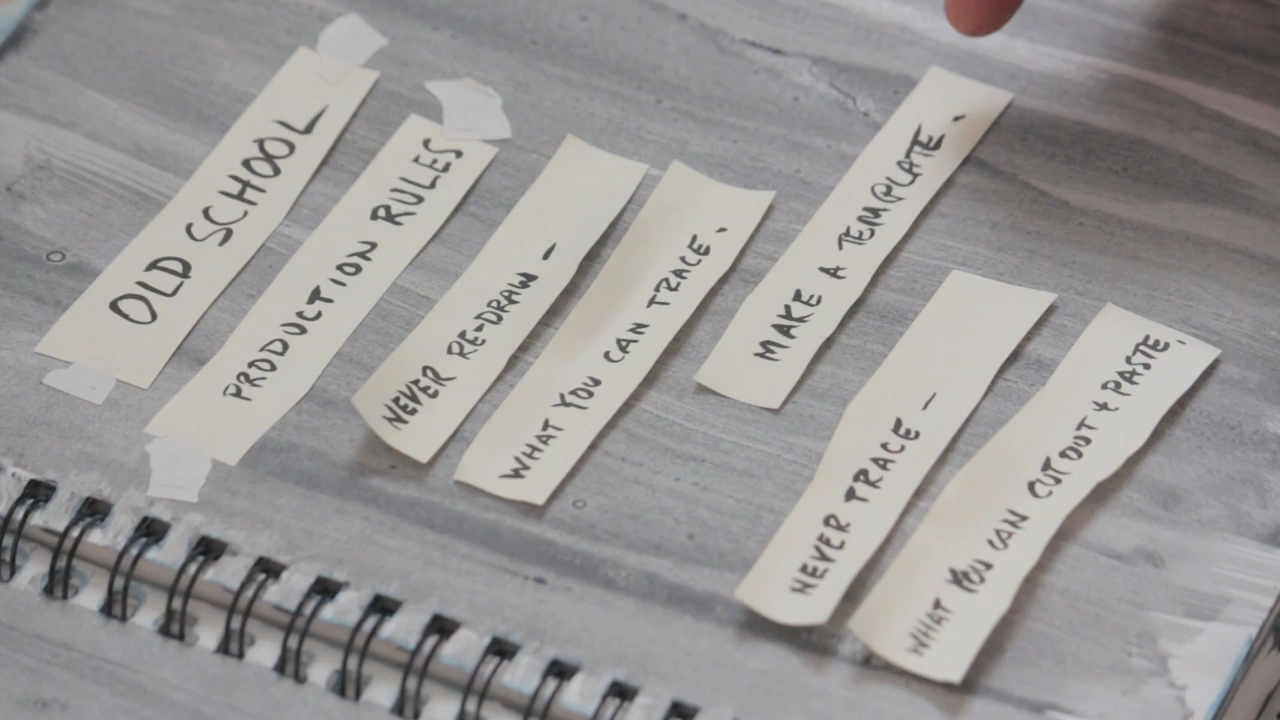 OLD SCHOOL
PRODUCTION RULES
NEVER RE-DRAW -
WHAT YOU CAN TRACE.
MAKE A TEMPLATE.
NEVER TRACE -
WHAT YOU CAN CUT OUT & PASTE.